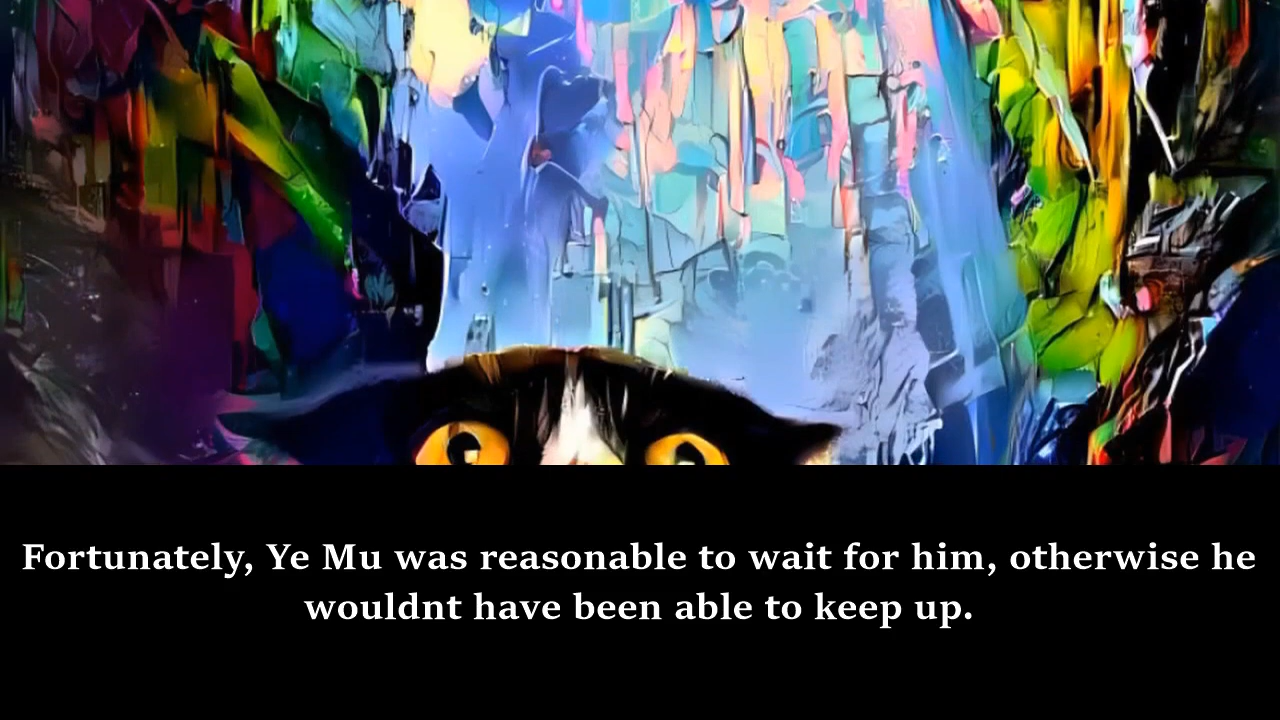 Fortunately, Ye Mu was reasonable to wait for him, otherwise he
wouldnt have been able to keep up.